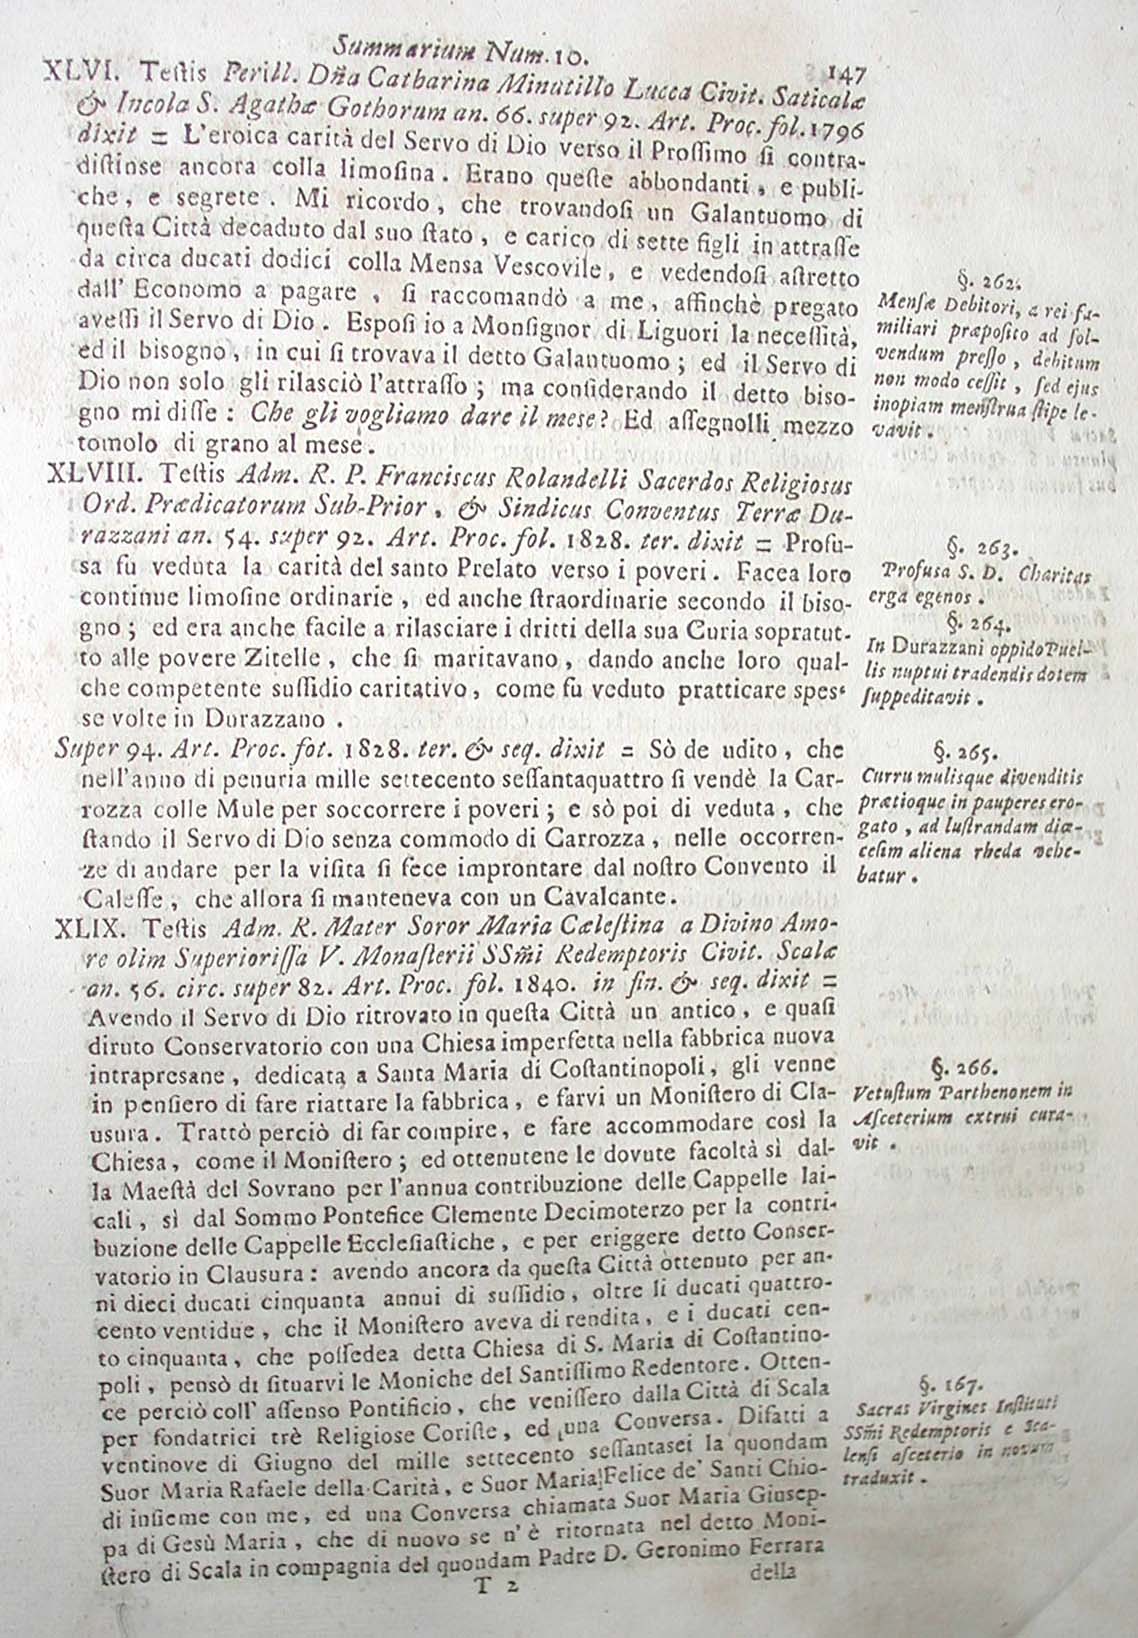 Summarium Num. 10.
147
XLVI. Teſtis Perill. Dña Catharina Minutillo Lucca Civit. Saticalæ
& Incola S. Agathæ Gothorum an. 66. super 92. Art. Proc. fol. 1796
dixit = L'eroica carità del Servo di Dio verso il Proſſimo ſi contra-
diſtinse ancora colla limoſina. Erano queſte abbondanti, e publi-
che, e segrete. Mi ricordo, che trovandoſi un Galantuomo di
queſta Città decaduto dal suo ſtato, e carico di sette figli in attraſſe
da circa ducati dodici colla Mensa Vescovile, e vedendoſi aſtretto
dall' Economo a pagare, ſi raccomandò a me, affinchè pregato
aveſſi il Servo di Dio. Espoſi io a Monſignor di Liguori la neceſſità,
ed il bisogno, in cui ſi trovava il detto Galantuomo; ed il Servo di
Dio non solo gli rilasciò l'attraſſo; ma conſiderando il detto biso-
gno mi diſſe: Che gli vogliamo dare il mese? Ed aſſegnolli mezzo
tomolo di grano al mese.
§. 262.
Menſæ Debitori, a rei fa-
miliari præpoſito ad ſol-
vendum preſſo, debitum
non modo ceſſit, ſed ejus
inopiam menſtrua ſtipe le-
vavit.
XLVIII. Teſtis Adm. R. P. Franciscus Rolandelli Sacerdos Religiosus
Ord. Prædicatorum Sub-Prior, & Sindicus Conventus Terræ Du-
razzani an. 54. super 92. Art. Proc. fol. 1828. ter. dixit = Profu-
sa fu veduta la carità del santo Prelato verso i poveri. Facea loro
continue limoſine ordinarie, ed anche ſtraordinarie secondo il biso-
gno; ed era anche facile a rilasciare i dritti della sua Curia sopratut-
to alle povere Zitelle, che ſi maritavano, dando anche loro qual-
che competente suſſidio caritativo, come fu veduto pratticare spes-
se volte in Durazzano.
§. 263.
Profusa S. D. Charitas
erga egenos.
§. 264.
In Durazzani oppido Puel-
lis nuptui tradendis dotem
ſuppeditavit.
Super 94. Art. Proc. fot. 1828. ter. & seq. dixit = Sò de udito, che
nell'anno di penuria mille settecento seſſantaquattro ſi vendè la Car-
rozza colle Mule per soccorrere i poveri; e sò poi di veduta, che
ſtando il Servo di Dio senza commodo di Carrozza, nelle occorren-
ze di andare per la viſita ſi fece improntare dal noſtro Convento il
Caleſſe, che allora ſi manteneva con un Cavalcante.
§. 265.
Curru mulisque divenditis
prætioque in pauperes ero-
gato, ad luſtrandam diæ-
cesim aliena rheda vehe-
batur.
XLIX. Teſtis Adm. R. Mater Soror Maria Cæleſtina a Divino Amo-
re olim Superioriſſa V. Monaſterii SSm̃i Redemptoris Civit. Scalæ
an. 56. circ. super 82. Art. Proc. fol. 1840. in fin. & seq. dixit =
Avendo il Servo di Dio ritrovato in queſta Città un antico, e quaſi
diruto Conservatorio con una Chiesa imperfetta nella fabbrica nuova
intrapresane, dedicata a Santa Maria di Coſtantinopoli, gli venne
in penſiero di fare riattare la fabbrica, e farvi un Moniſtero di Cla-
usura. Trattò perciò di far compire, e fare accommodare così la
Chiesa, come il Moniſtero; ed ottenutene le dovute facoltà sì dal-
la Maeſtà del Sovrano per l'annua contribuzione delle Cappelle lai-
cali, sì dal Sommo Pontefice Clemente Decimoterzo per la contri-
buzione delle Cappelle Eccleſiaſtiche, e per eriggere detto Conser-
vatorio in Clausura: avendo ancora da queſta Città ottenuto per an-
ni dieci ducati cinquanta annui di suſſidio, oltre li ducati quattro-
cento ventidue, che il Moniſtero aveva di rendita, e i ducati cen-
to cinquanta, che poſſedea detta Chiesa di S. Maria di Coſtantino-
poli, pensò di ſituarvi le Moniche del Santiſſimo Redentore. Otten-
ce perciò coll' aſſenso Pontificio, che veniſſero dalla Città di Scala
per fondatrici trè Religiose Coriſte, ed una Conversa. Difatti a
ventinove di Giugno del mille settecento seſſantasei la quondam
Suor Maria Rafaele della Carità, e Suor Maria Felice de' Santi Chio-
di inſieme con me, ed una Conversa chiamata Suor Maria Giusep-
pa di Gesù Maria, che di nuovo se n'è ritornata nel detto Moni-
ſtero di Scala in compagnia del quondam Padre D. Geronimo Ferrara
§. 266.
Vetuſtum Parthenonem in
Aſceterium extrui cura-
vit.
§. 167.
Sacras Virgines Inſtituti
SSm̃i Redemptoris e Sca-
lenſi aſceterio in novum
traduxit.
T 2
della